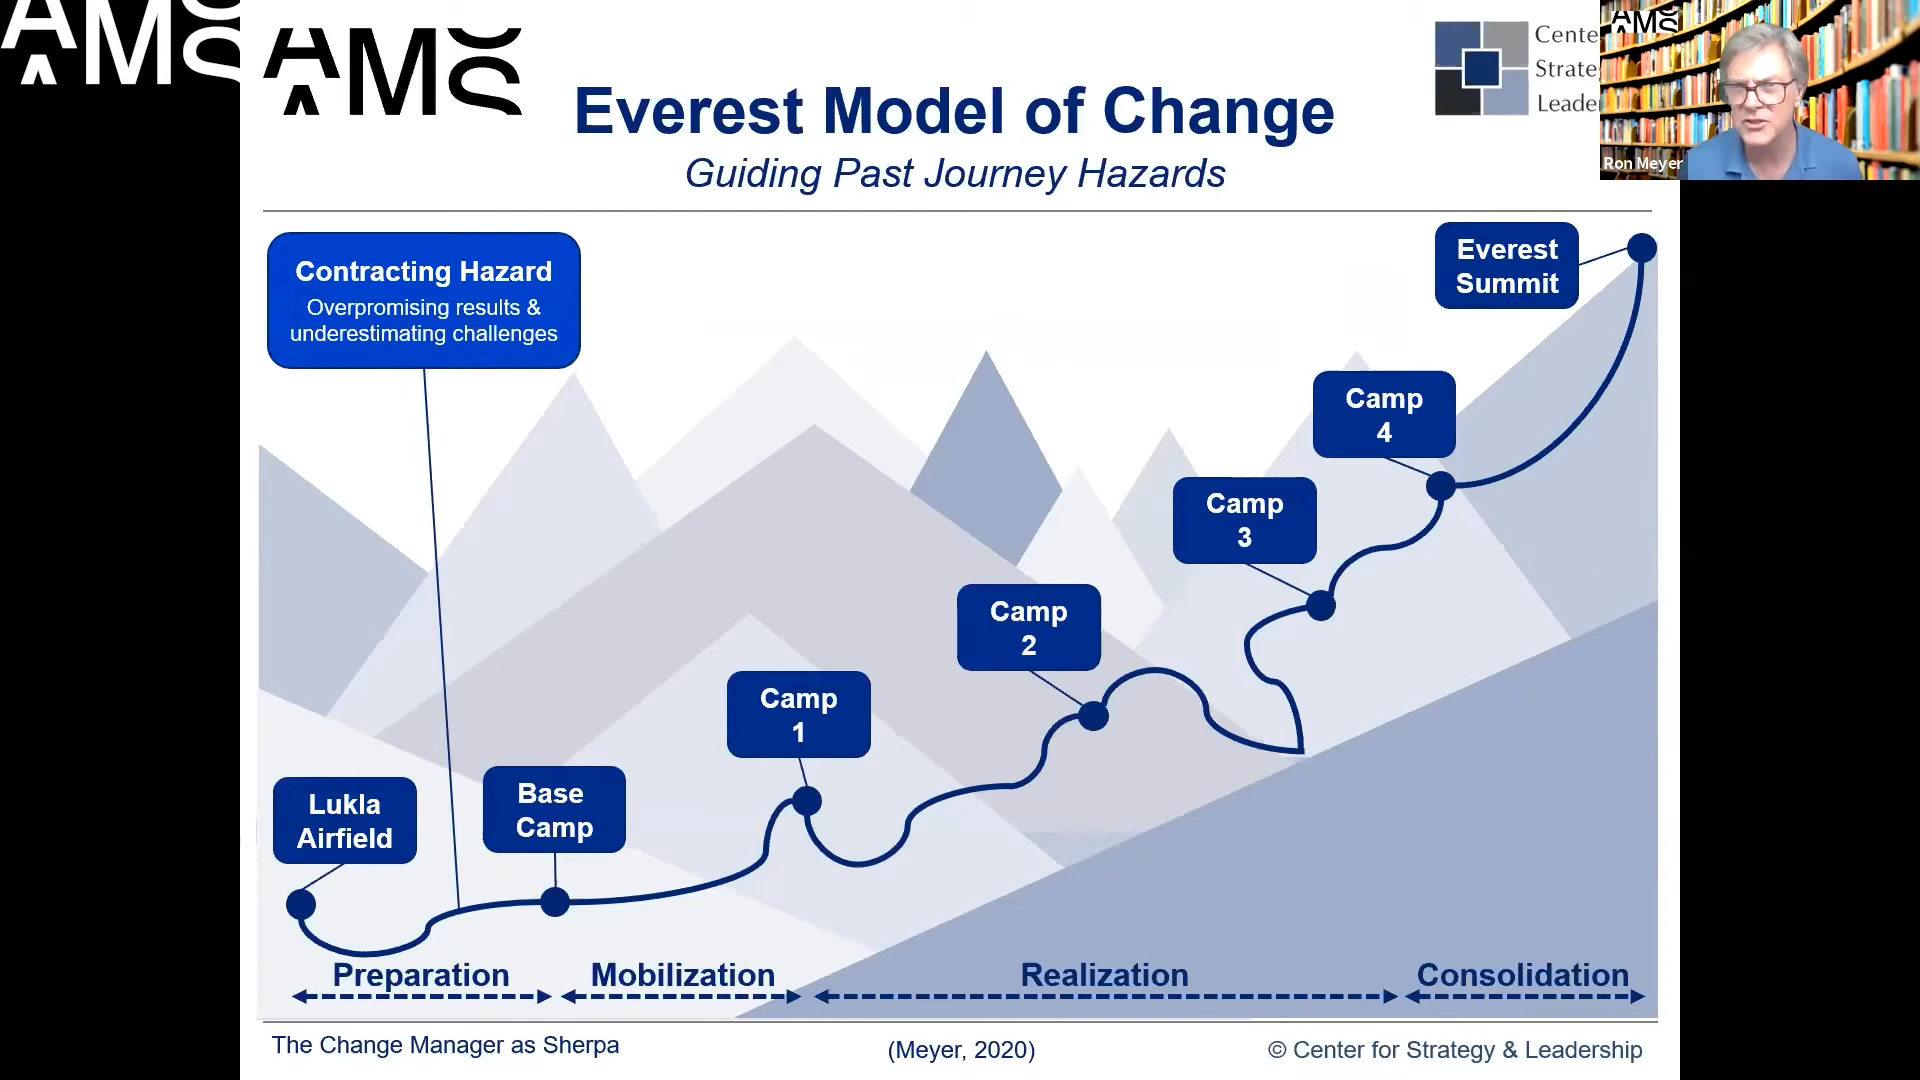 AMS
AMS
Everest Model of Change
Guiding Past Journey Hazards
Cente
Strate
Leade
AMS
Ron Meyer
Contracting Hazard
Overpromising results &
underestimating challenges
Everest
Summit
Camp
4
Camp
3
Camp
2
Camp
1
Base
Camp
Lukla
Airfield
Preparation
Mobilization
Realization
Consolidation
The Change Manager as Sherpa
(Meyer, 2020)
© Center for Strategy & Leadership